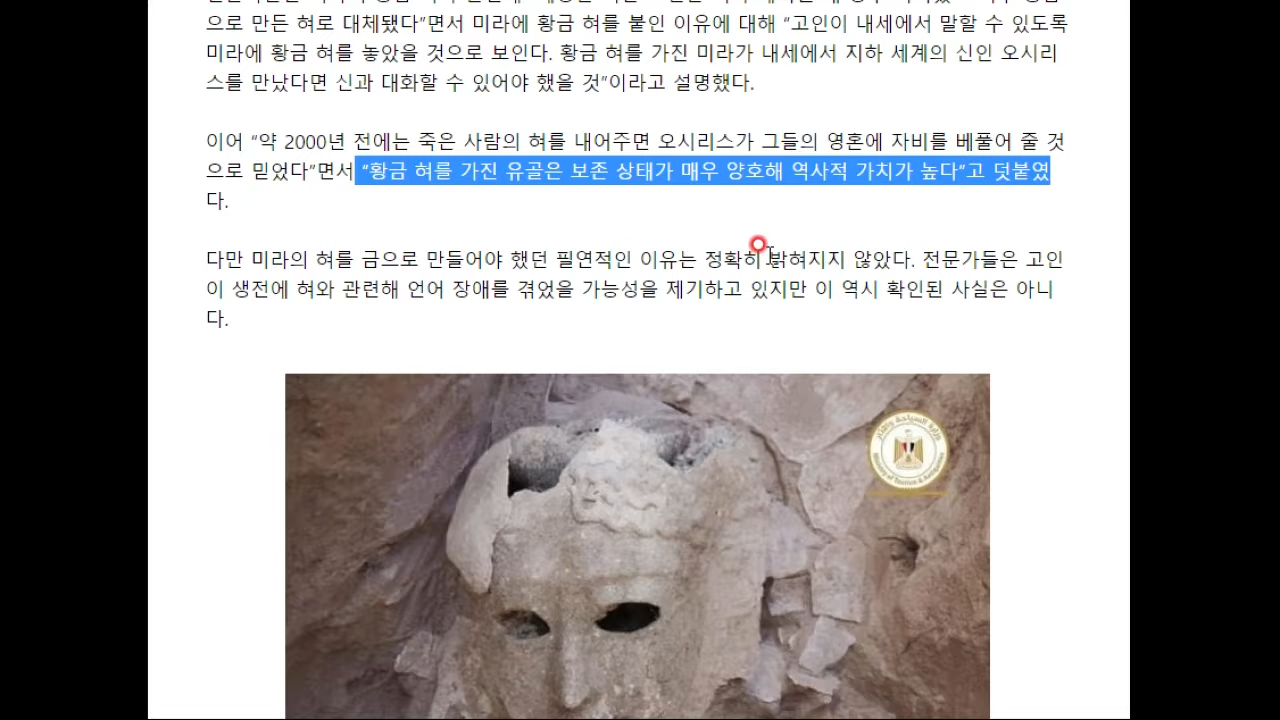 으로 만든 혀로 대체됐다”면서 미라에 황금 혀를 붙인 이유에 대해 “고인이 내세에서 말할 수 있도록
미라에 황금 혀를 놓았을 것으로 보인다. 황금 혀를 가진 미라가 내세에서 지하 세계의 신인 오시리
스를 만났다면 신과 대화할 수 있어야 했을 것”이라고 설명했다.
이어 “약 2000년 전에는 죽은 사람의 혀를 내어주면 오시리스가 그들의 영혼에 자비를 베풀어 줄 것
으로 믿었다”면서 “황금 혀를 가진 유골은 보존 상태가 매우 양호해 역사적 가치가 높다”고 덧붙였
다.
다만 미라의 혀를 금으로 만들어야 했던 필연적인 이유는 정확히 밝혀지지 않았다. 전문가들은 고인
이 생전에 혀와 관련해 언어 장애를 겪었을 가능성을 제기하고 있지만 이 역시 확인된 사실은 아니
다.
وزارة السياحة والآثار
Ministry of Tourism & Antiquities